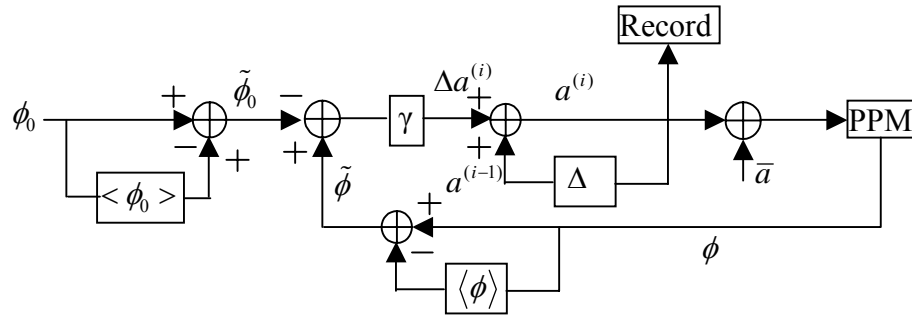 Record
φ₀ + − + φ̃₀ − + γ Δa⁽ⁱ⁾ + + a⁽ⁱ⁾ PPM
< φ₀ > φ̃ a⁽ⁱ⁻¹⁾ Δ a̅
+ − φ
⟨φ⟩